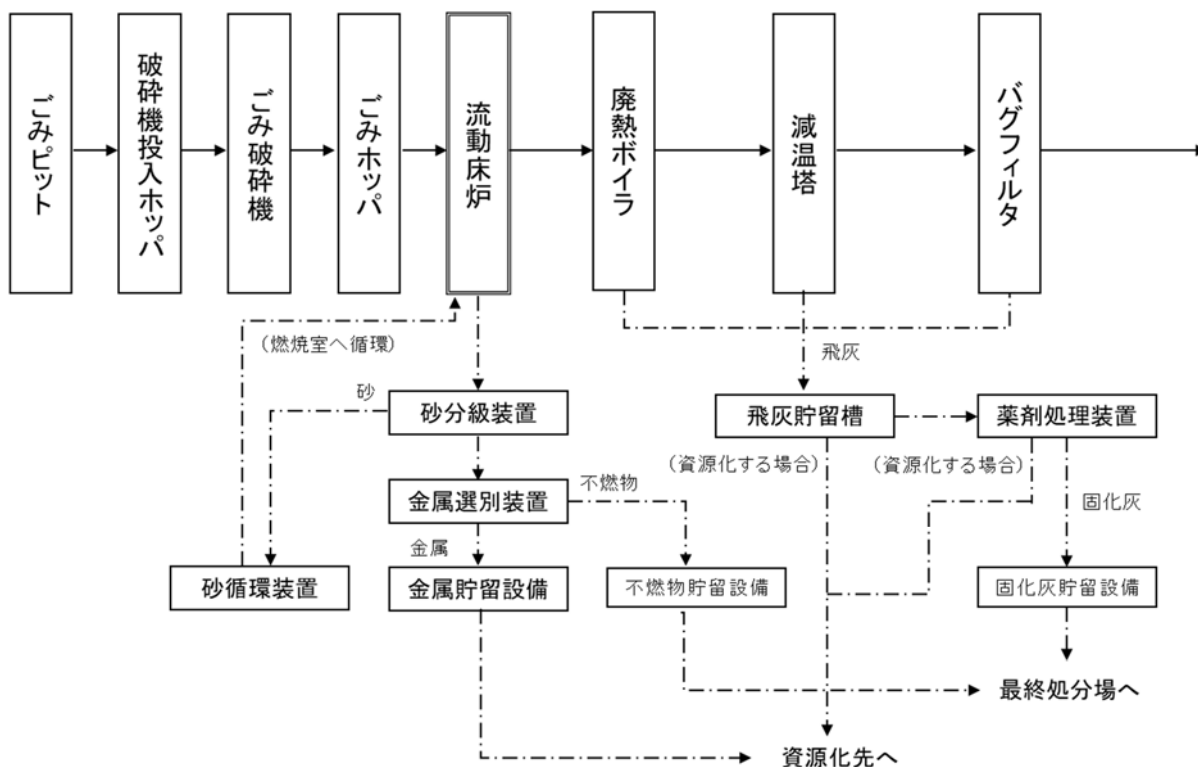 ごみピット
破砕機投入ホッパ
ごみ破砕機
ごみホッパ
流動床炉
廃熱ボイラ
減温塔
バグフィルタ
(燃焼室へ循環)
飛灰
砂
砂分級装置
飛灰貯留槽
薬剤処理装置
(資源化する場合)
(資源化する場合)
金属選別装置
不燃物
固化灰
金属
砂循環装置
金属貯留設備
不燃物貯留設備
固化灰貯留設備
最終処分場へ
資源化先へ